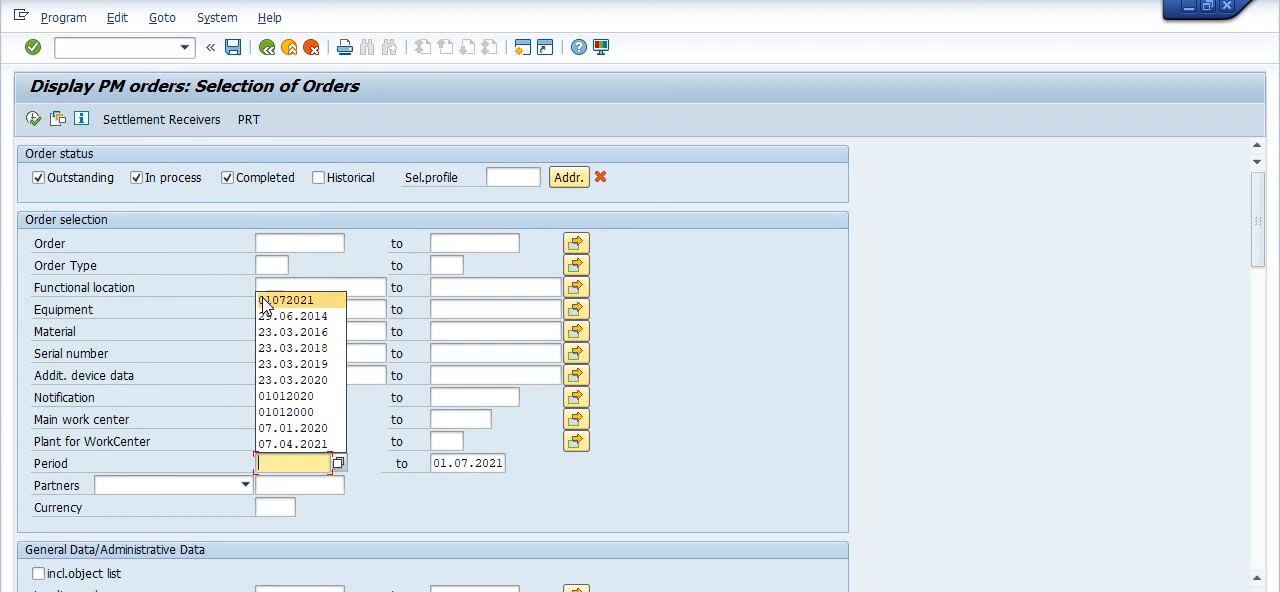 Program Edit Goto System Help
Display PM orders: Selection of Orders
Settlement Receivers PRT
Order status
Outstanding In process Completed Historical Sel.profile Addr.
Order selection
Order to
Order Type to
Functional location to
01072021
Equipment to
23.03.2016
Material to
23.03.2018
Serial number to
23.03.2019
Addit. device data to
23.03.2020
01012020
Notification to
01012000
Main work center to
07.01.2020
Plant for WorkCenter to
07.04.2021
Period to 01.07.2021
Partners
Currency
General Data/Administrative Data
incl.object list